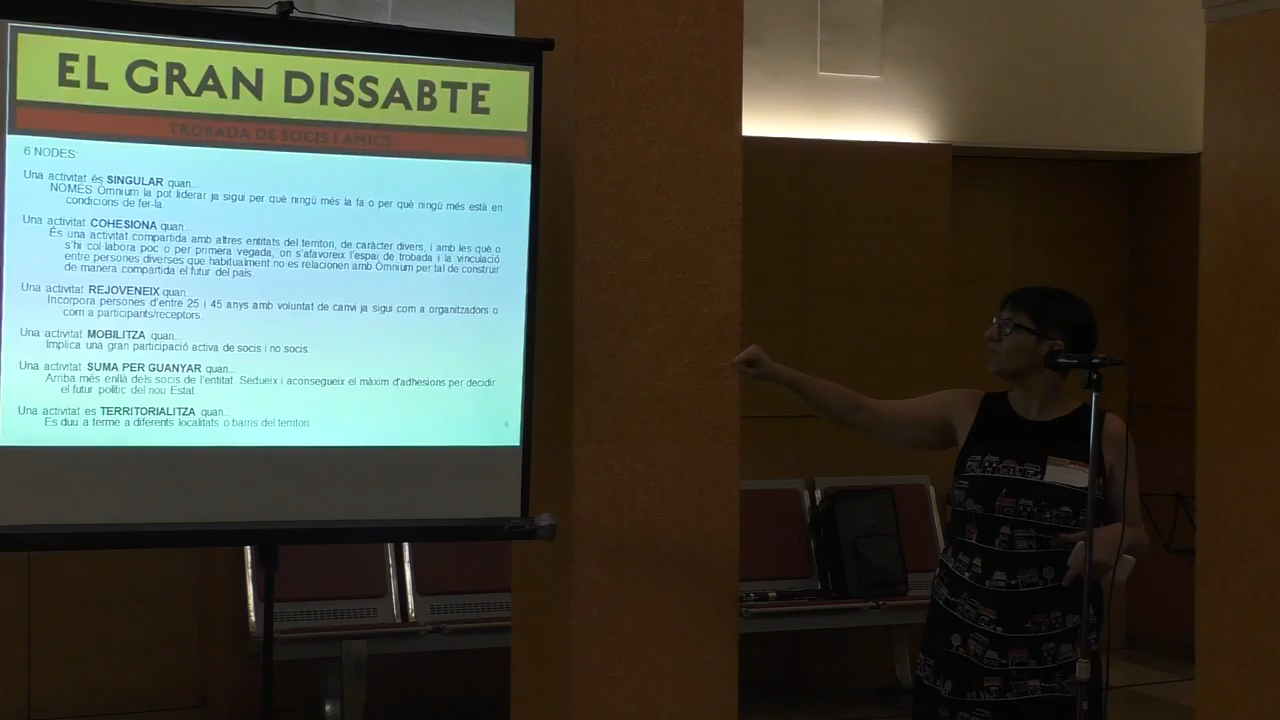 EL GRAN DISSABTE
TROBADA DE SOCIS I AMICS
6 NODES:
Una activitat és SINGULAR quan...
NOMÉS Òmnium la pot liderar ja sigui per què ningú més la fa o per què ningú més està en
condicions de fer-la.
Una activitat COHESIONA quan...
És una activitat compartida amb altres entitats del territori, de caràcter divers, i amb les què o
s'hi col·labora poc o per primera vegada, on s'afavoreix l'espai de trobada i la vinculació
entre persones diverses que habitualment no es relacionen amb Òmnium per tal de construir
de manera compartida el futur del país.
Una activitat REJOVENEIX quan...
Incorpora persones d'entre 25 i 45 anys amb voluntat de canvi ja sigui com a organitzadors o
com a participants/receptors.
Una activitat MOBILITZA quan...
Implica una gran participació activa de socis i no socis.
Una activitat SUMA PER GUANYAR quan...
Arriba més enllà dels socis de l'entitat. Sedueix i aconsegueix el màxim d'adhesions per decidir
el futur polític del nou Estat.
Una activitat es TERRITORIALITZA quan...
Es duu a terme a diferents localitats o barris del territori.